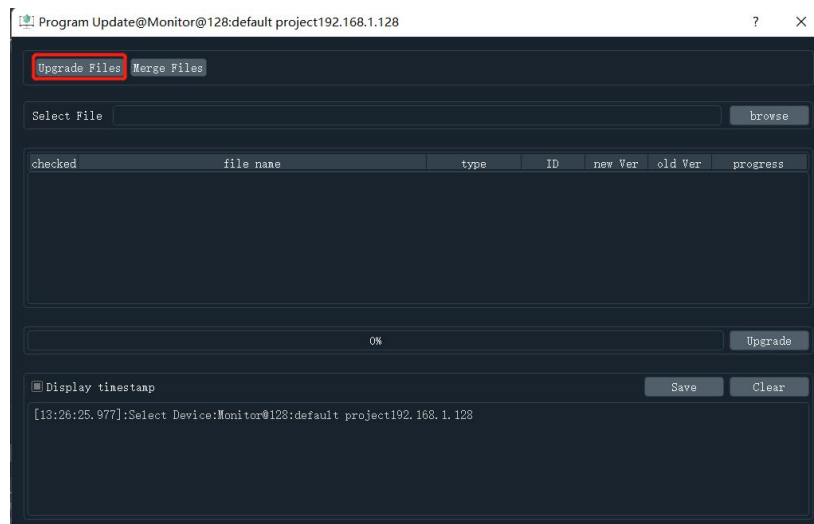 Program Update@Monitor@128:default project192.168.1.128 ?
Upgrade Files Merge Files
Select File browse
checked file name type ID new Ver old Ver progress
0% Upgrade
Display timestamp Save Clear
[13:26:25.977]:Select Device:Monitor@128:default project192.168.1.128